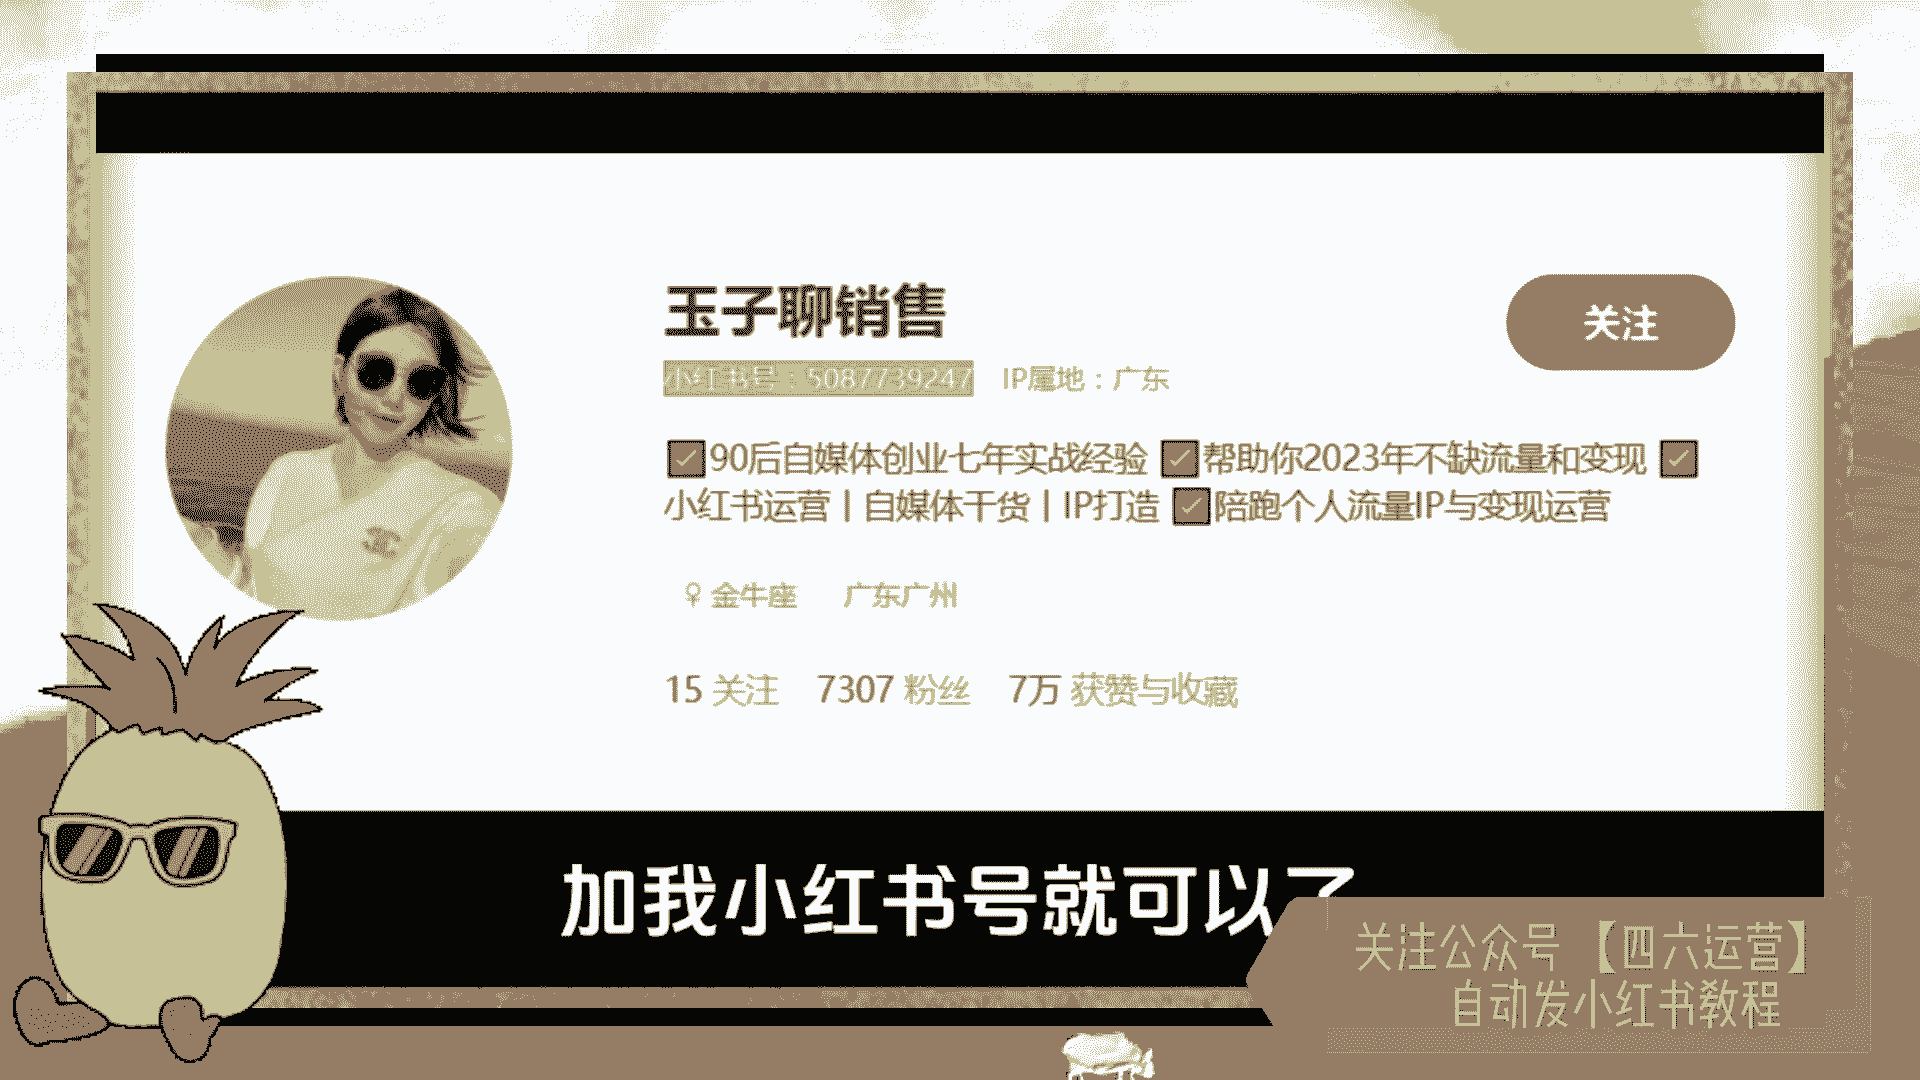 玉子聊销售
关注
小红书号：5087739247 IP属地：广东
90后自媒体创业七年实战经验 帮助你2023年不缺流量和变现
小红书运营丨自媒体干货丨IP打造 陪跑个人流量IP与变现运营
♀ 金牛座 广东广州
15 关注 7307 粉丝 7万 获赞与收藏
加我小红书号就可以了
关注公众号【四六运营】
自动发小红书教程